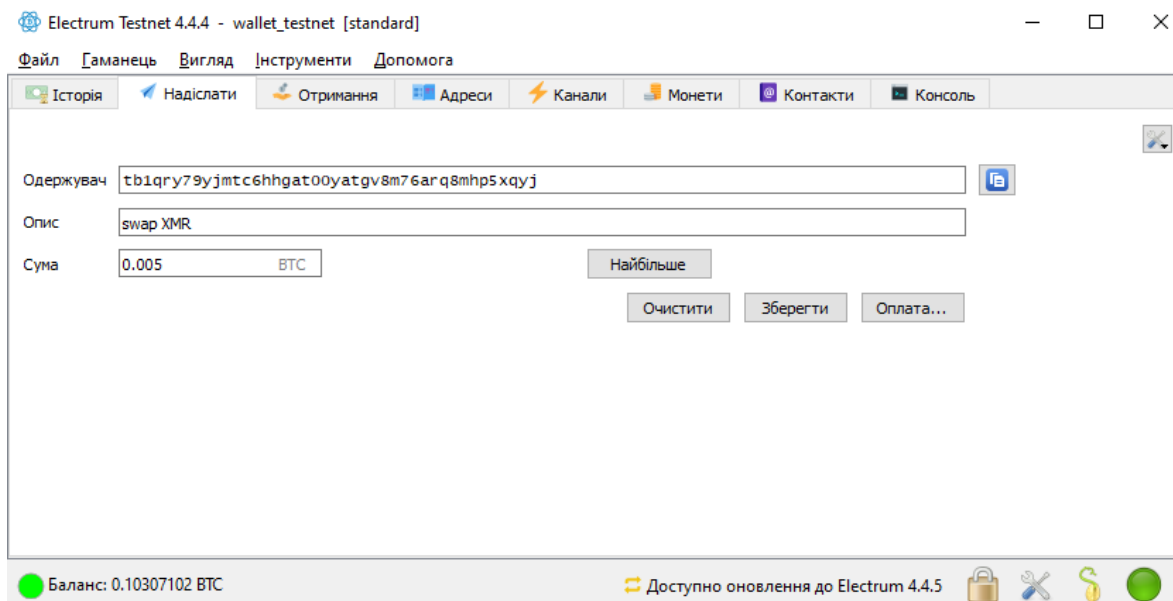 Electrum Testnet 4.4.4 - wallet_testnet [standard]
Файл Гаманець Вигляд Інструменти Допомога
Історія Надіслати Отримання Адреси Канали Монети Контакти Консоль
Одержувач tb1qry79yjmtc6hhgat00yatgv8m76arq8mhp5xqyj
Опис swap XMR
Сума 0.005 BTC Найбільше
Очистити Зберегти Оплата...
Баланс: 0.10307102 BTC Доступно оновлення до Electrum 4.4.5